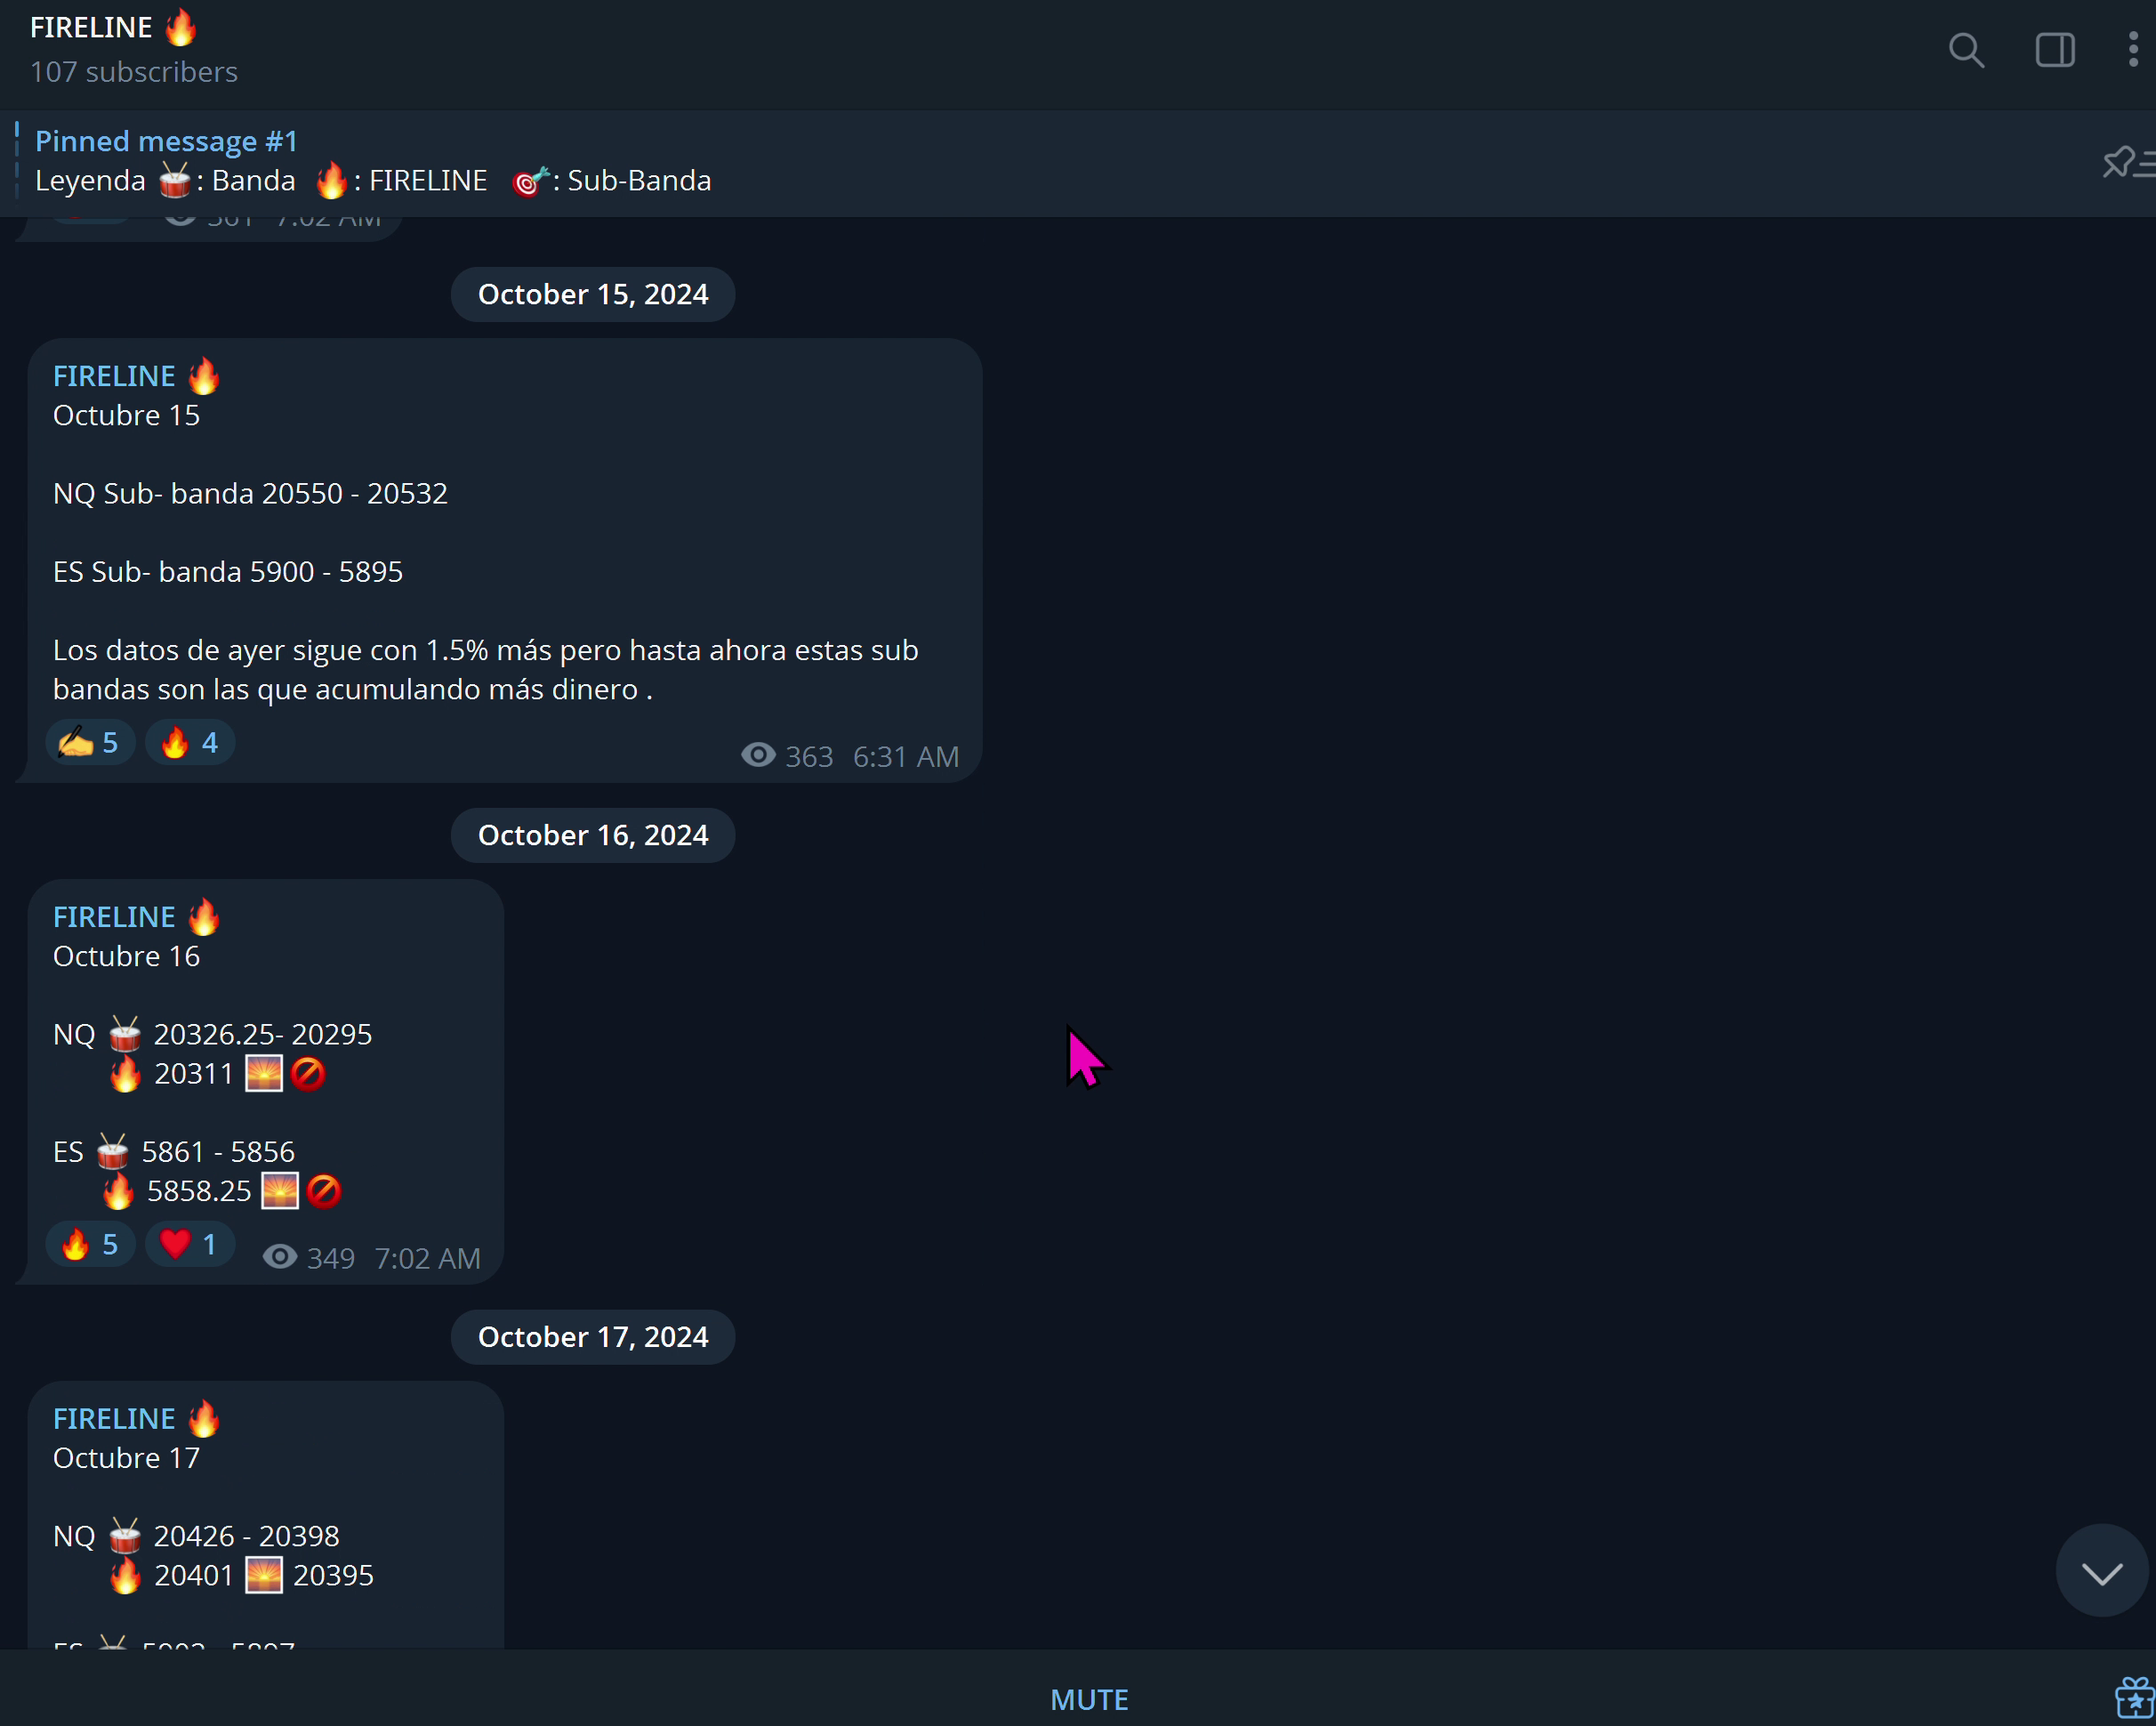 FIRELINE 🔥
107 subscribers
Pinned message #1
Leyenda 🥁: Banda 🔥: FIRELINE 🎯: Sub-Banda
361 7:02 AM
October 15, 2024
FIRELINE 🔥
Octubre 15
NQ Sub- banda 20550 - 20532
ES Sub- banda 5900 - 5895
Los datos de ayer sigue con 1.5% más pero hasta ahora estas sub
bandas son las que acumulando más dinero .
✍️ 5 🔥 4 363 6:31 AM
October 16, 2024
FIRELINE 🔥
Octubre 16
NQ 🥁 20326.25- 20295
🔥 20311 🌅🚫
ES 🥁 5861 - 5856
🔥 5858.25 🌅🚫
🔥 5 ❤️ 1 349 7:02 AM
October 17, 2024
FIRELINE 🔥
Octubre 17
NQ 🥁 20426 - 20398
🔥 20401 🌅 20395
ES 🥁 5902 - 5897
MUTE